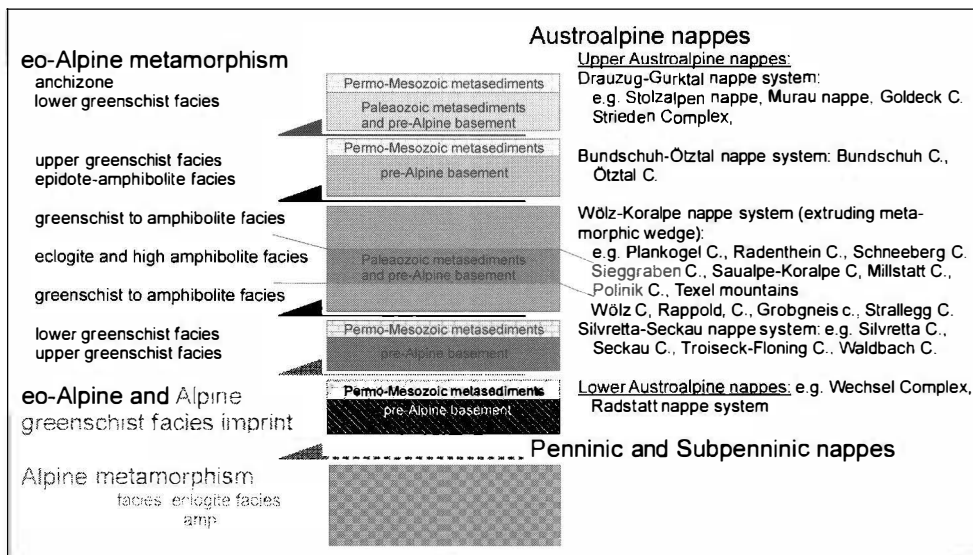 Austroalpine nappes
eo-Alpine metamorphism
anchizone
lower greenschist facies
upper greenschist facies
epidote-amphibolite facies
greenschist to amphibolite facies
eclogite and high amphibolite facies
greenschist to amphibolite facies
lower greenschist facies
upper greenschist facies
eo-Alpine and Alpine
greenschist facies imprint
Alpine metamorphism
facies eclogite facies
amp
Permo-Mesozoic metasediments
Paleaozoic metasediments
and pre-Alpine basement
Permo-Mesozoic metasediments
pre-Alpine basement
Paleaozoic metasediments
and pre-Alpine basement
Permo-Mesozoic metasediments
pre-Alpine basement
Permo-Mesozoic metasediments
pre-Alpine basement
Upper Austroalpine nappes:
Drauzug-Gurktal nappe system:
e.g. Stolzalpen nappe, Murau nappe, Goldeck C.
Strieden Complex,
Bundschuh-Ötztal nappe system: Bundschuh C.,
Ötztal C.
Wölz-Koralpe nappe system (extruding meta-
morphic wedge):
e.g. Plankogel C., Radenthein C., Schneeberg C.
Sieggraben C., Saualpe-Koralpe C, Millstatt C.,
Polinik C., Texel mountains
Wölz C, Rappold, C., Grobgneis c., Strallegg C.
Silvretta-Seckau nappe system: e.g. Silvretta C.,
Seckau C., Troiseck-Floning C.. Waldbach C.
Lower Austroalpine nappes: e.g. Wechsel Complex,
Radstatt nappe system
Penninic and Subpenninic nappes